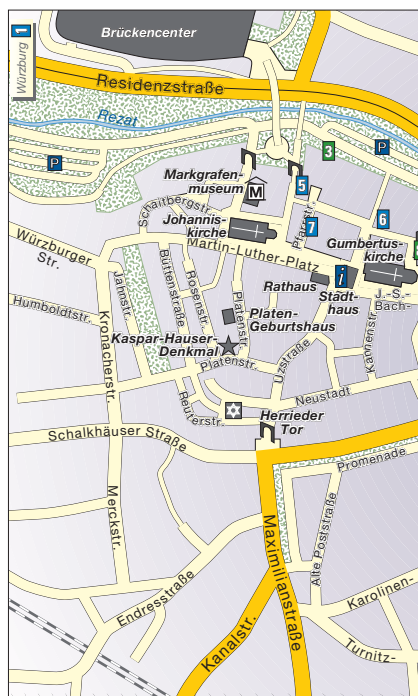 Brückencenter
1
Würzburg
Residenzstraße
Rezat
P
P
3
Markgrafen-
museum
M
5
Schaitbergstr.
Johannis-
kirche
Pfarrstr.
7
6
Gumbertus-
kirche
Würzburger
Str.
Martin-Luther-Platz
Rathaus
i
Stadt-
haus
J.-S.-
Bach-
Jahnstr.
Büttenstraße
Rosenstr.
Platenstr.
Platen-
Geburtshaus
Humboldtstr.
Kronacherstr.
Kaspar-Hauser-
Denkmal
Platenstr.
Uzstraße
Kannenstr.
Neustadt
Reuterstr.
Herrieder
Tor
Schalkhäuser Straße
Promenade
Merckstr.
Maximilianstraße
Alte Poststraße
Endresstraße
Karolinen-
Kanalstr.
Turnitz-